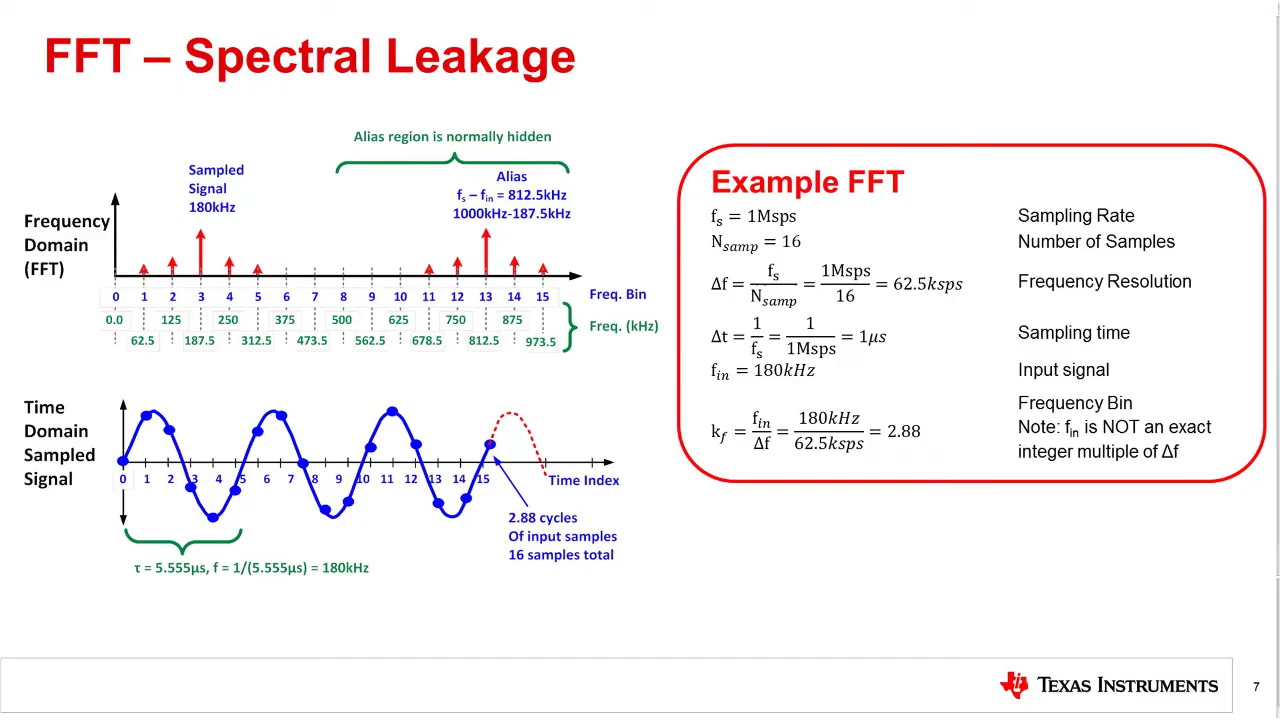 FFT – Spectral Leakage
Alias region is normally hidden
Sampled
Signal
180kHz
Alias
fs – fin = 812.5kHz
1000kHz-187.5kHz
Frequency
Domain
(FFT)
0 1 2 3 4 5 6 7 8 9 10 11 12 13 14 15 Freq. Bin
0.0 125 250 375 500 625 750 875 Freq. (kHz)
62.5 187.5 312.5 473.5 562.5 678.5 812.5 973.5
Time
Domain
Sampled
Signal
0 1 2 3 4 5 6 7 8 9 10 11 12 13 14 15 Time Index
2.88 cycles
Of input samples
16 samples total
τ = 5.555µs, f = 1/(5.555µs) = 180kHz
Example FFT
fs = 1Msps Sampling Rate
Nsamp = 16 Number of Samples
Δf = fs/Nsamp = 1Msps/16 = 62.5ksps Frequency Resolution
Δt = 1/fs = 1/1Msps = 1µs Sampling time
fin = 180kHz Input signal
kf = fin/Δf = 180kHz/62.5ksps = 2.88 Frequency Bin
Note: fin is NOT an exact
integer multiple of Δf
Texas Instruments
7